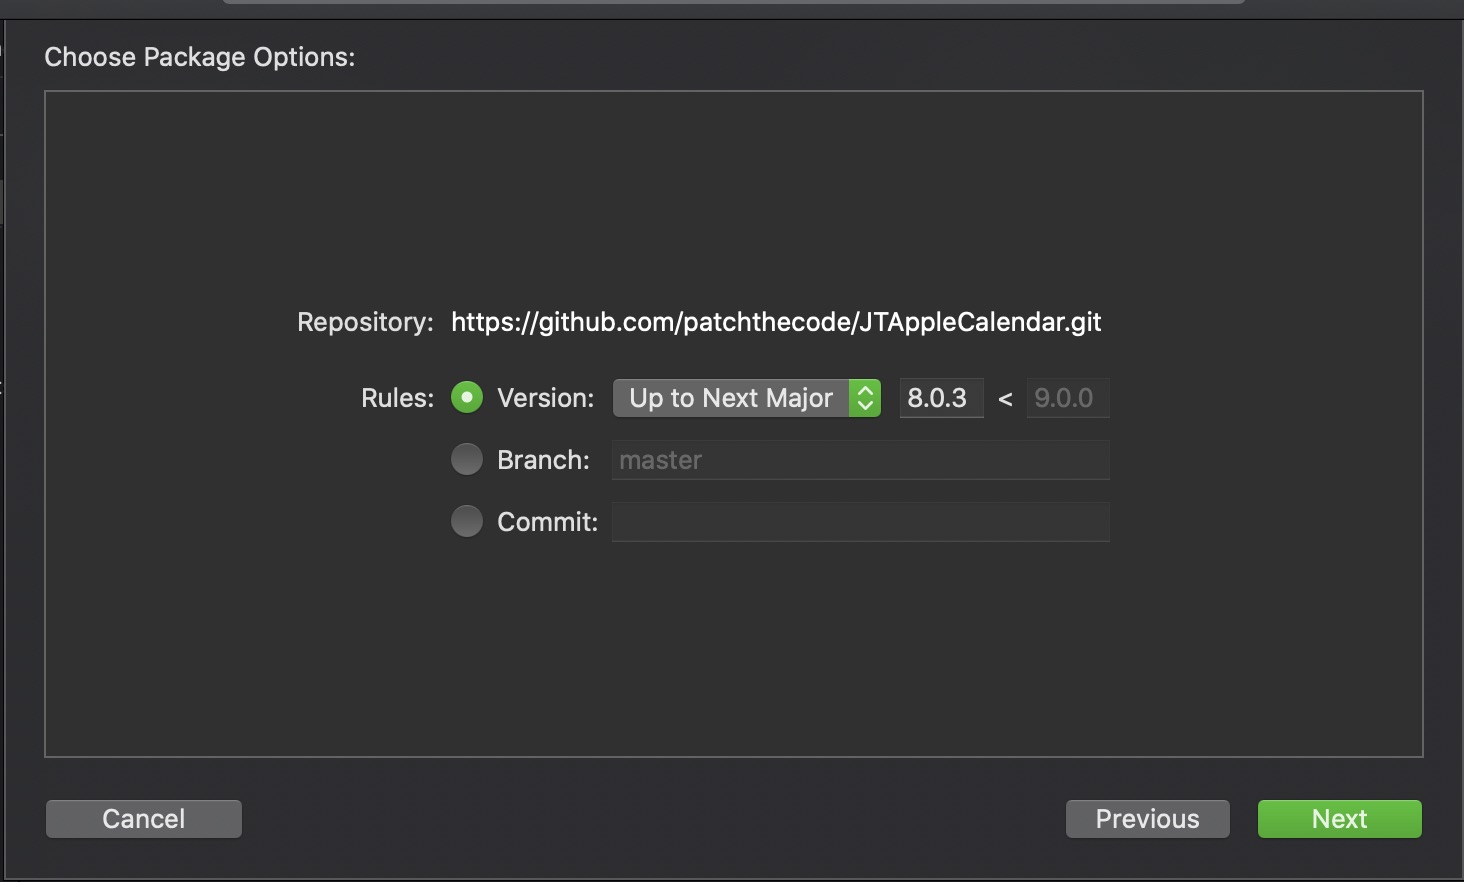 Choose Package Options:
Repository: https://github.com/patchthecode/JTAppleCalendar.git
Rules: Version: Up to Next Major 8.0.3 < 9.0.0
Branch: master
Commit:
Cancel Previous Next